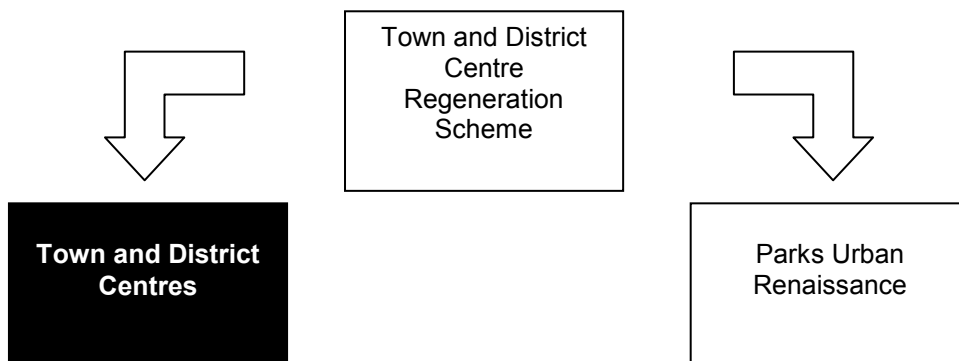 Town and District
Centre
Regeneration
Scheme
Town and District
Centres
Parks Urban
Renaissance